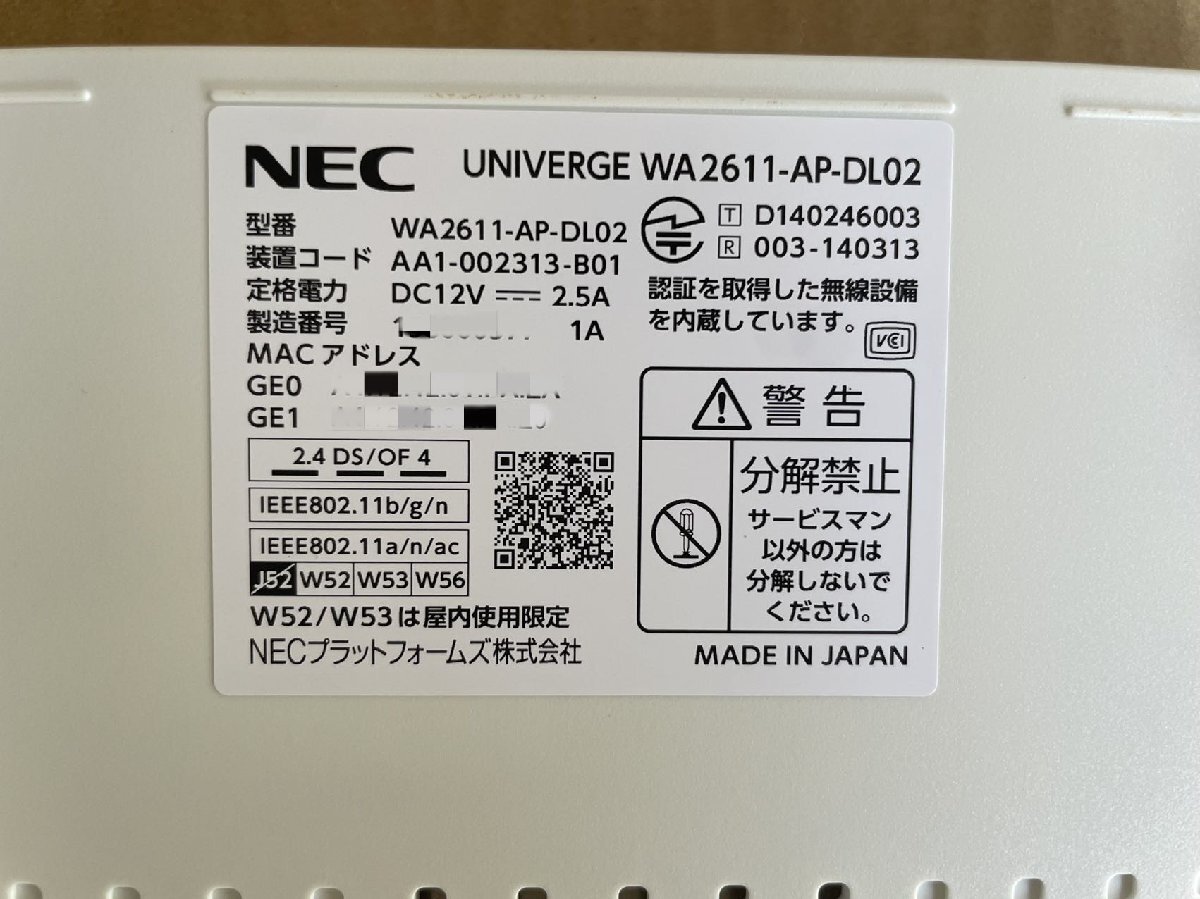 NEC UNIVERGE WA2611-AP-DL02
型番 WA2611-AP-DL02
装置コード AA1-002313-B01
定格電力 DC12V 2.5A
製造番号 1A
MACアドレス
GE0
GE1
2.4 DS/OF 4
IEEE802.11b/g/n
IEEE802.11a/n/ac
J52 W52 W53 W56
W52/W53は屋内使用限定
NECプラットフォームズ株式会社
T D140246003
R 003-140313
認証を取得した無線設備
を内蔵しています。
VCI
警告
分解禁止
サービスマン
以外の方は
分解しないで
ください。
MADE IN JAPAN